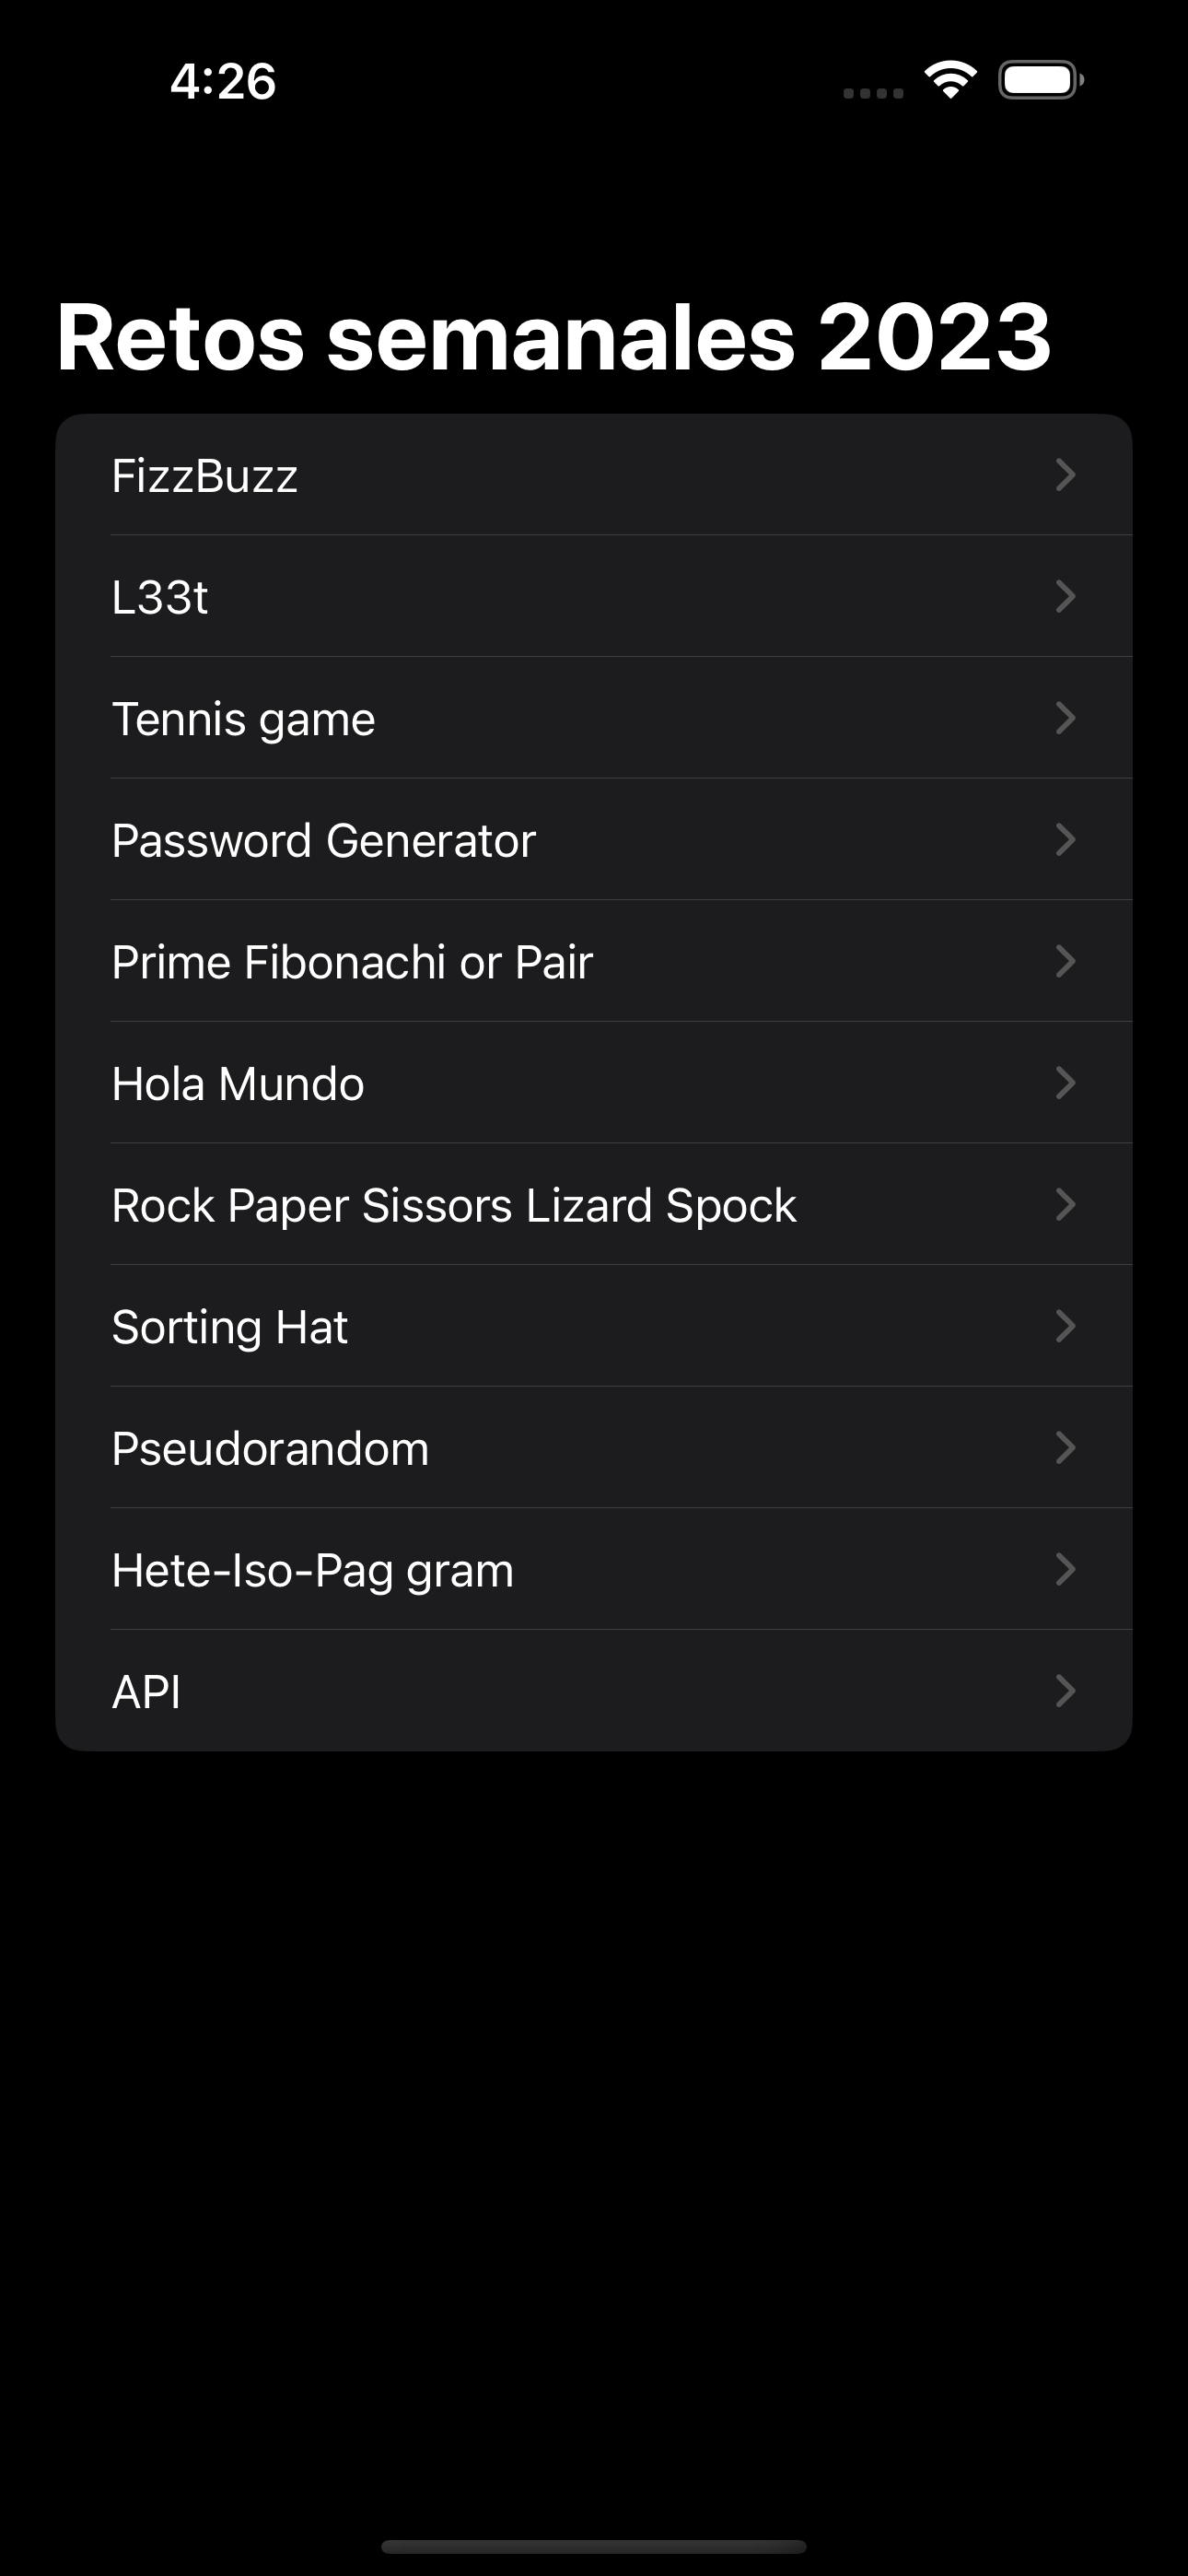 4:26
Retos semanales 2023
FizzBuzz
L33t
Tennis game
Password Generator
Prime Fibonachi or Pair
Hola Mundo
Rock Paper Sissors Lizard Spock
Sorting Hat
Pseudorandom
Hete-Iso-Pag gram
API